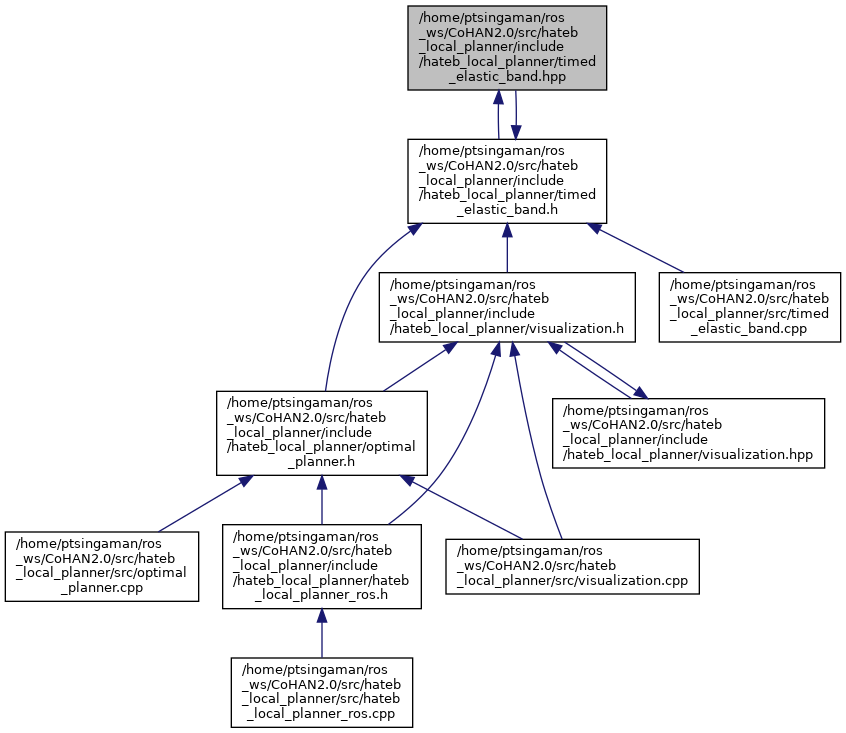 /home/ptsingaman/ros
_ws/CoHAN2.0/src/hateb
_local_planner/include
/hateb_local_planner/timed
_elastic_band.hpp
/home/ptsingaman/ros
_ws/CoHAN2.0/src/hateb
_local_planner/include
/hateb_local_planner/timed
_elastic_band.h
/home/ptsingaman/ros
_ws/CoHAN2.0/src/hateb
_local_planner/include
/hateb_local_planner/visualization.h
/home/ptsingaman/ros
_ws/CoHAN2.0/src/hateb
_local_planner/src/timed
_elastic_band.cpp
/home/ptsingaman/ros
_ws/CoHAN2.0/src/hateb
_local_planner/include
/hateb_local_planner/optimal
_planner.h
/home/ptsingaman/ros
_ws/CoHAN2.0/src/hateb
_local_planner/include
/hateb_local_planner/visualization.hpp
/home/ptsingaman/ros
_ws/CoHAN2.0/src/hateb
_local_planner/src/optimal
_planner.cpp
/home/ptsingaman/ros
_ws/CoHAN2.0/src/hateb
_local_planner/include
/hateb_local_planner/hateb
_local_planner_ros.h
/home/ptsingaman/ros
_ws/CoHAN2.0/src/hateb
_local_planner/src/visualization.cpp
/home/ptsingaman/ros
_ws/CoHAN2.0/src/hateb
_local_planner/src/hateb
_local_planner_ros.cpp